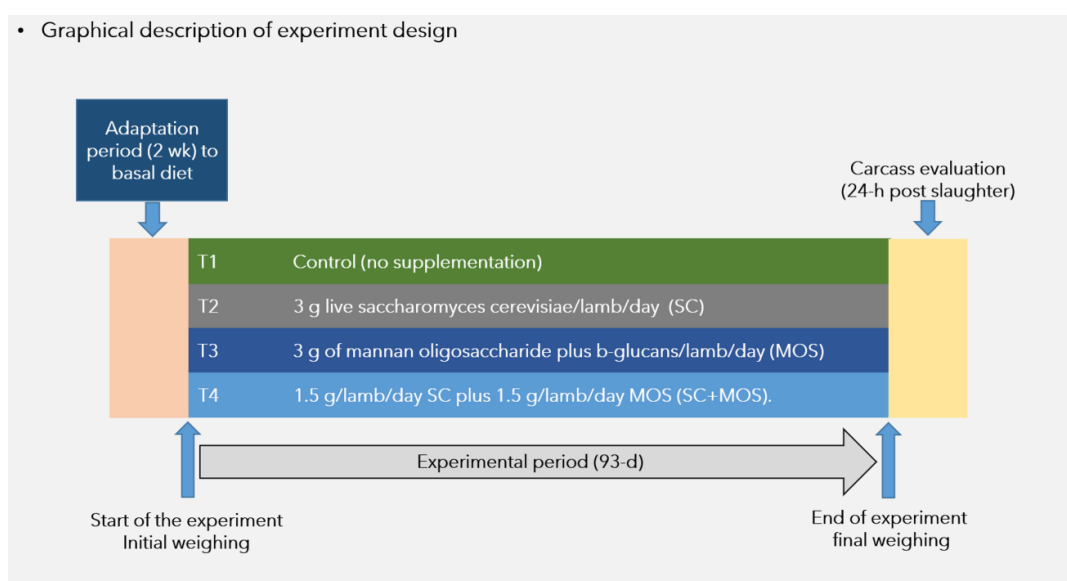 • Graphical description of experiment design
Adaptation
period (2 wk) to
basal diet
Carcass evaluation
(24-h post slaughter)
T1 Control (no supplementation)
T2 3 g live saccharomyces cerevisiae/lamb/day (SC)
T3 3 g of mannan oligosaccharide plus b-glucans/lamb/day (MOS)
T4 1.5 g/lamb/day SC plus 1.5 g/lamb/day MOS (SC+MOS).
Experimental period (93-d)
Start of the experiment
Initial weighing
End of experiment
final weighing